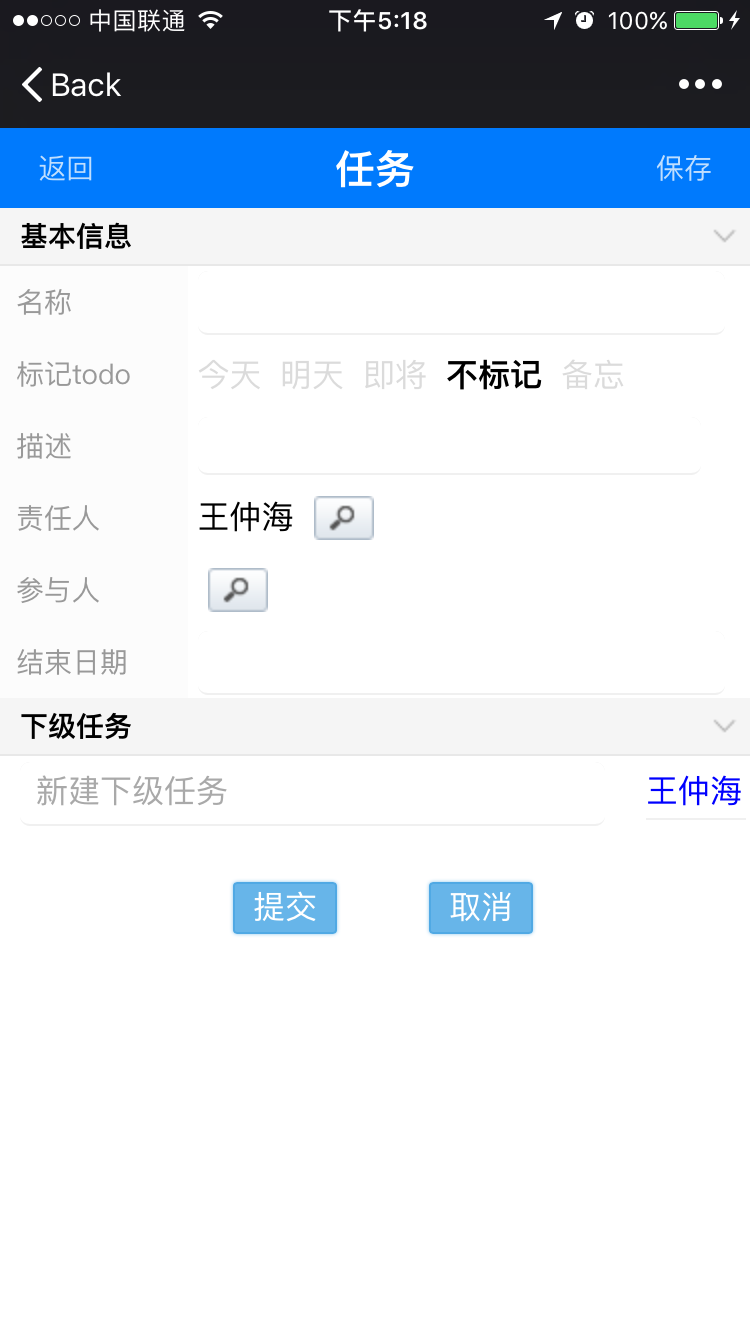 中国联通 下午5:18 100%
Back
返回 任务 保存
基本信息
名称
标记todo 今天 明天 即将 不标记 备忘
描述
责任人 王仲海
参与人
结束日期
下级任务
新建下级任务 王仲海
提交 取消